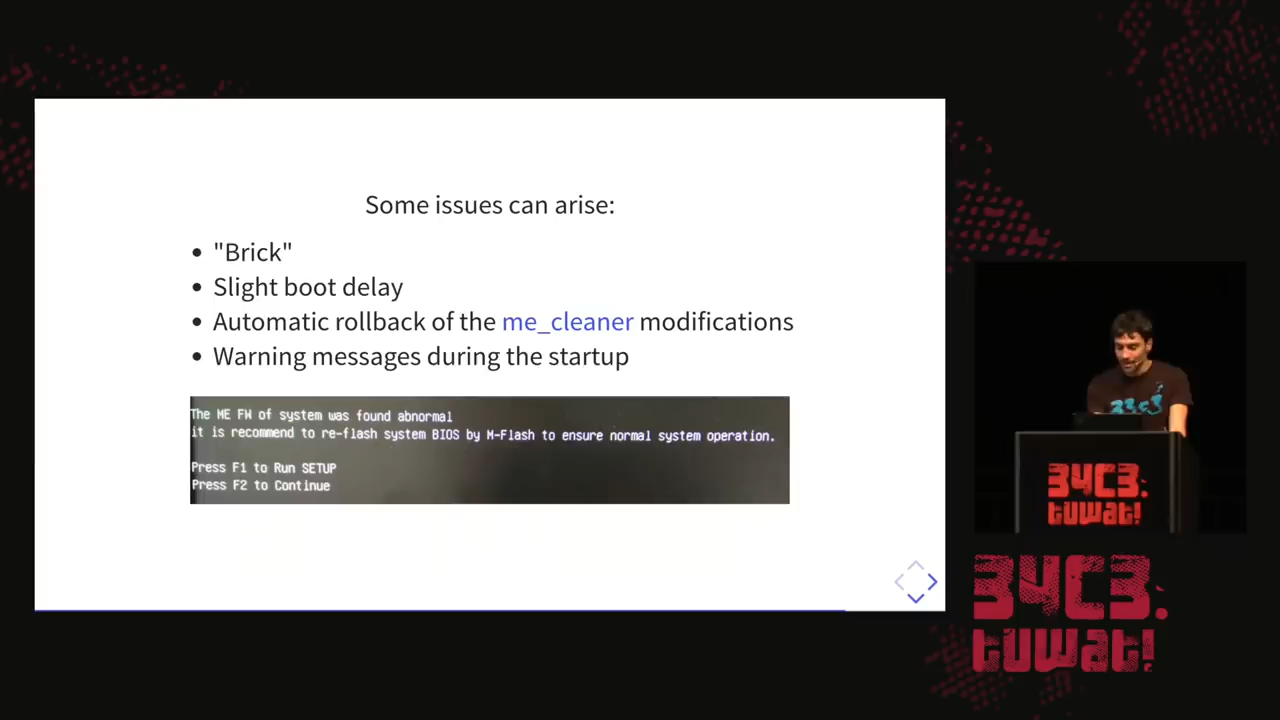 Some issues can arise:
"Brick"
Slight boot delay
Automatic rollback of the me_cleaner modifications
Warning messages during the startup
The ME FW of system was found abnormal
it is recommend to re-flash system BIOS by M-Flash to ensure normal system operation.
Press F1 to Run SETUP
Press F2 to Continue
34C3.
tuwat!
34C3.
tuwat!